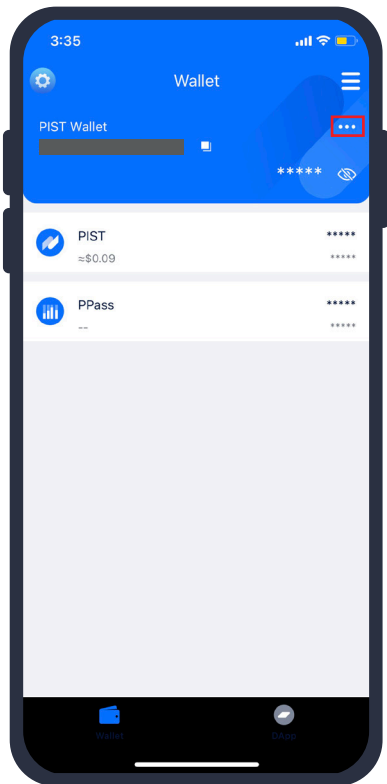 3:35
Wallet
PIST Wallet
*****
PIST
*****
≈$0.09
*****
PPass
*****
--
*****
Wallet
DApp